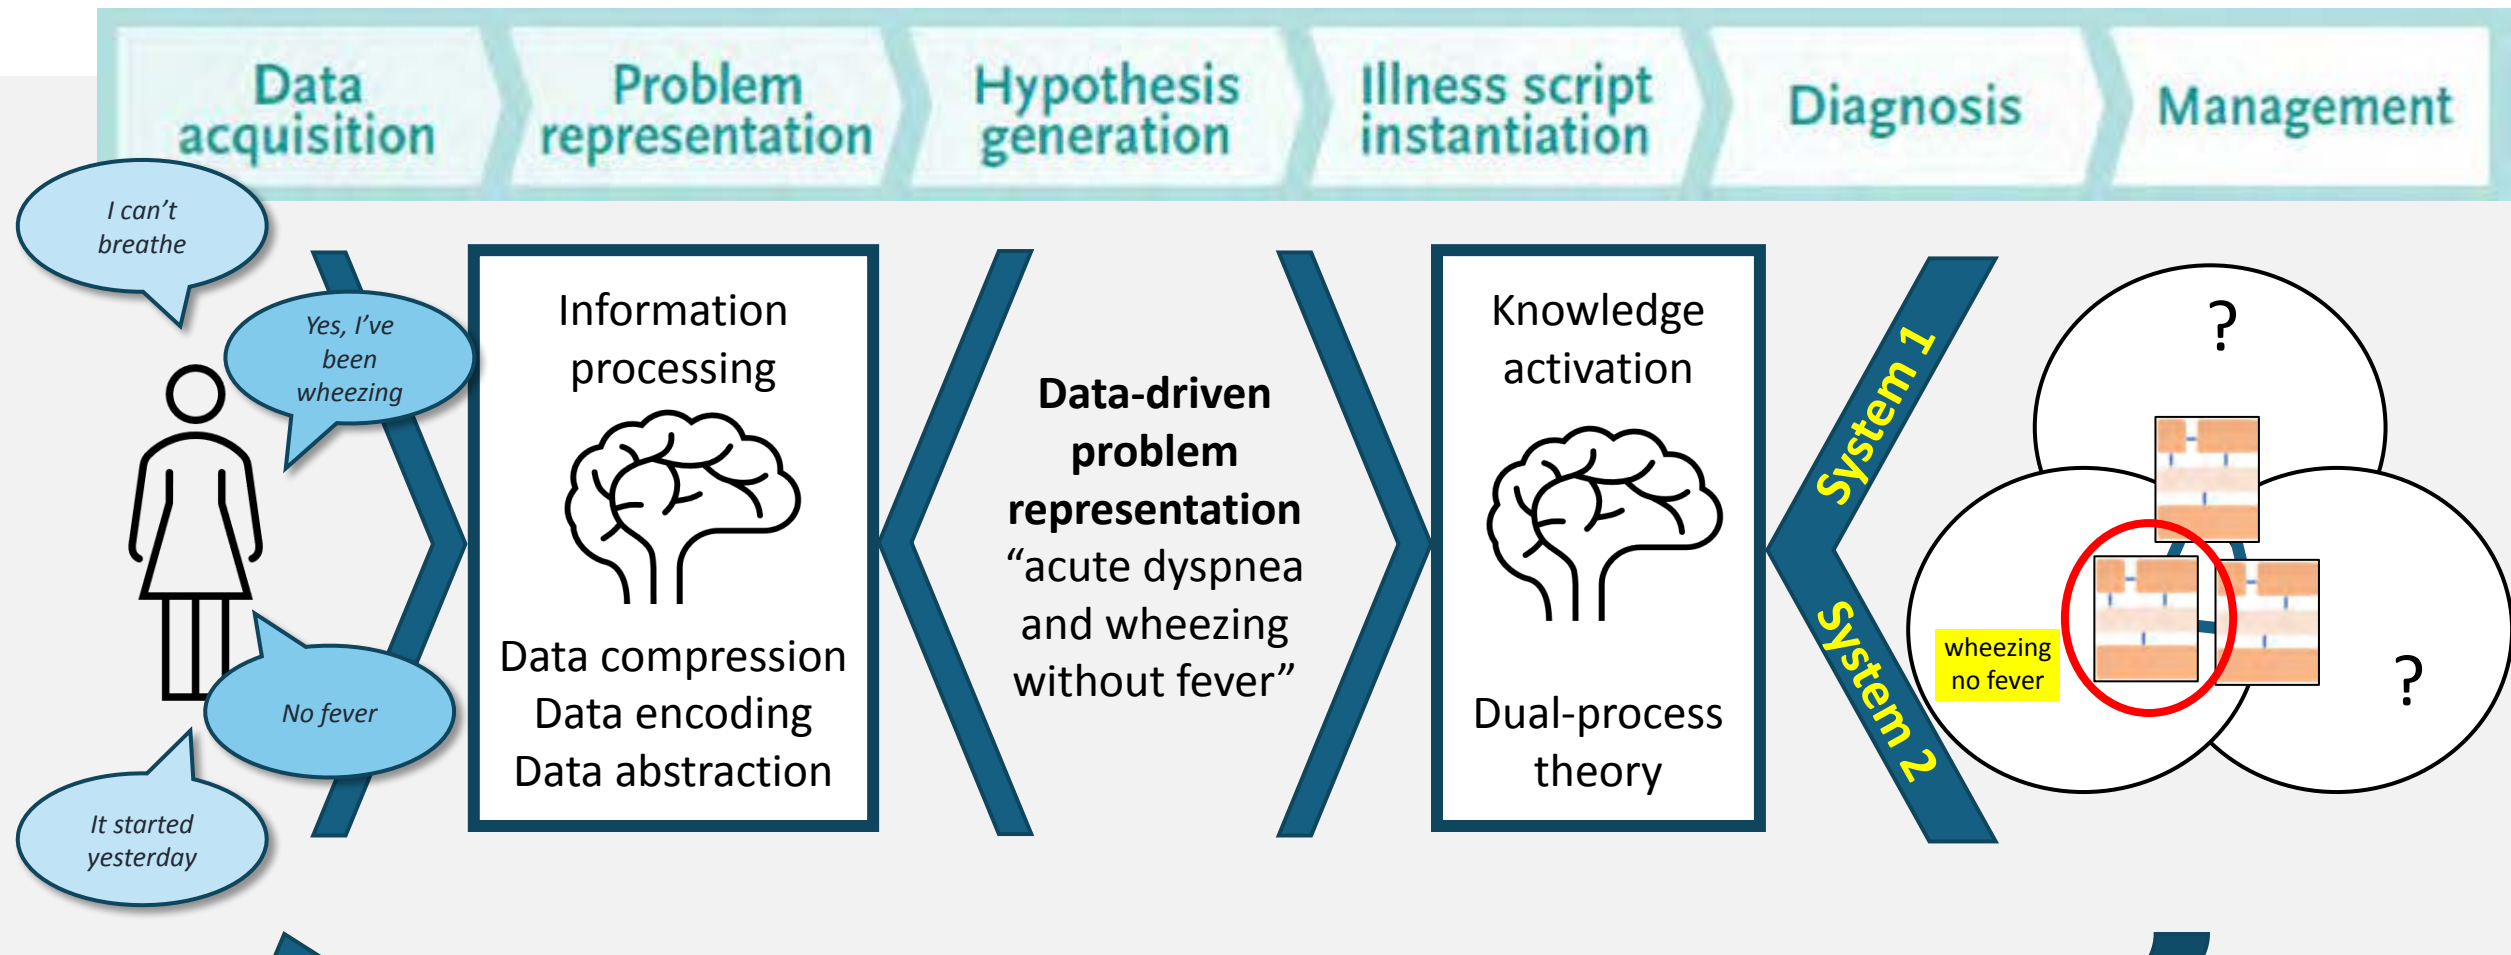 Data
acquisition
Problem
representation
Hypothesis
generation
Illness script
instantiation
Diagnosis
Management
I can’t
breathe
Yes, I’ve
been
wheezing
No fever
It started
yesterday
Information
processing
Data compression
Data encoding
Data abstraction
Data-driven
problem
representation
“acute dyspnea
and wheezing
without fever”
Knowledge
activation
Dual-process
theory
System 1
System 2
?
wheezing
no fever
?